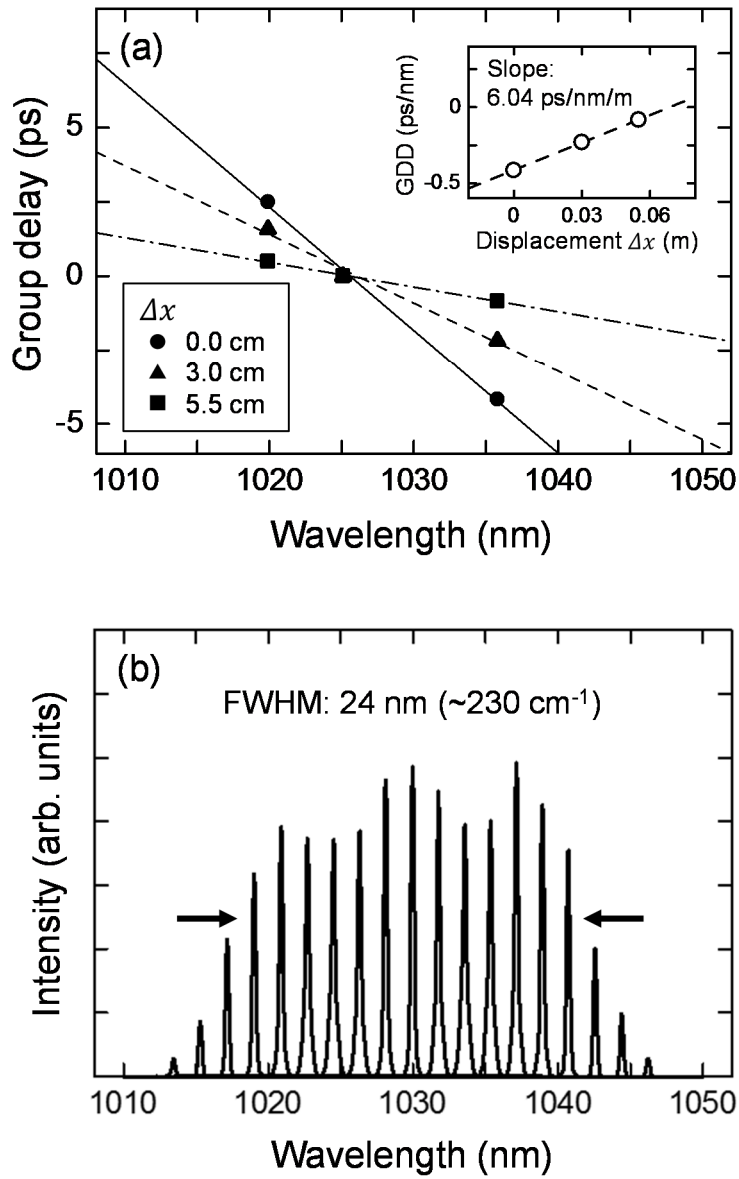 (a)
Group delay (ps)
5
0
-5
Slope:
6.04 ps/nm/m
GDD (ps/nm)
0
-0.5
0 0.03 0.06
Displacement Δx (m)
Δx
0.0 cm
3.0 cm
5.5 cm
1010 1020 1030 1040 1050
Wavelength (nm)
(b)
FWHM: 24 nm (~230 cm⁻¹)
Intensity (arb. units)
1010 1020 1030 1040 1050
Wavelength (nm)